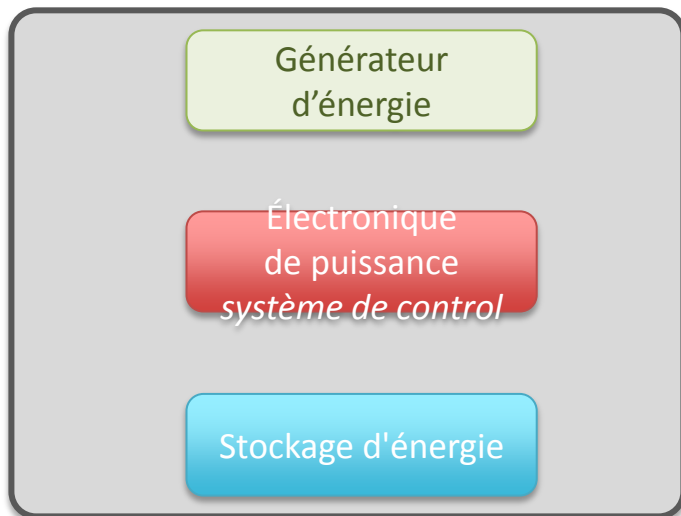 Générateur
d’énergie
Électronique
de puissance
système de control
Stockage d'énergie